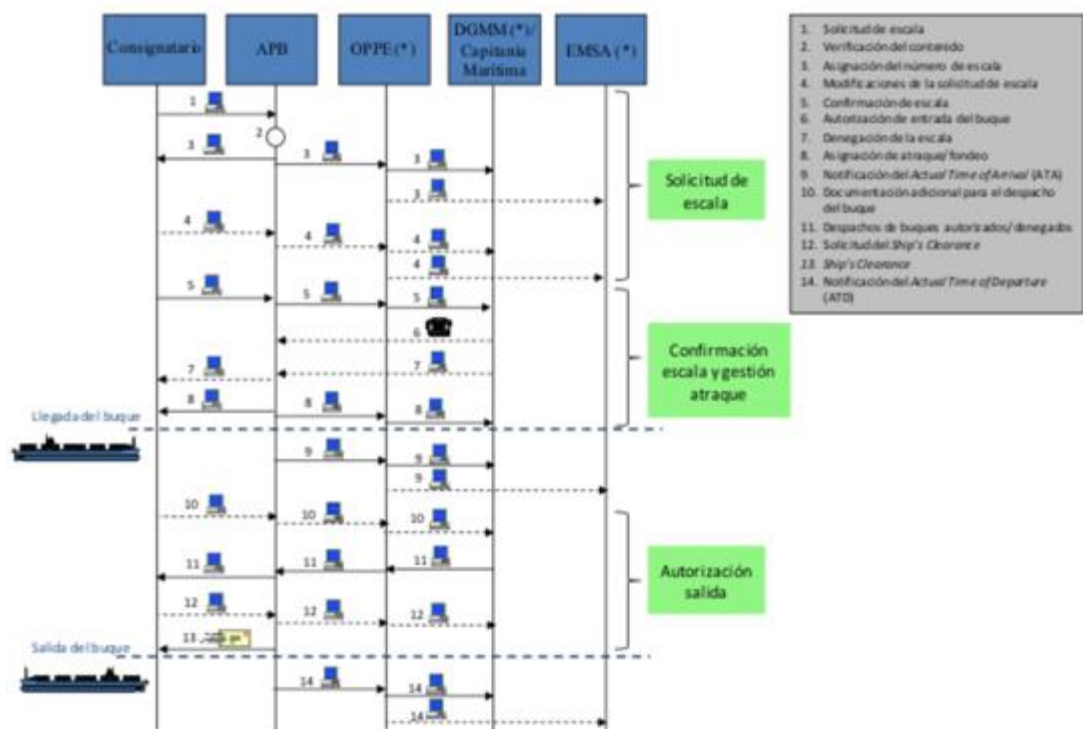 Consignatario
APB
OPPE (*)
DGMM (*)/
Capitanía
Marítima
EMSA (*)
1. Solicitud de escala
2. Verificación del contenido
3. Asignación del número de escala
4. Modificaciones de la solicitud de escala
5. Confirmación de escala
6. Autorización de entrada del buque
7. Denegación de la escala
8. Asignación de atraque/fondeo
9. Notificación del Actual Time of Arrival (ATA)
10. Documentación adicional para el despacho
del buque
11. Despachos de buques autorizados/denegados
12. Solicitud del Ship's Clearance
13. Ship's Clearance
14. Notificación del Actual Time of Departure
(ATD)
1
2
3
3
3
3
Solicitud de
escala
4
4
4
4
5
5
5
6
Confirmación
escala y gestión
atraque
7
7
8
8
8
Llegada del buque
9
9
9
10
10
10
11
11
11
Autorización
salida
12
12
12
13
Salida del buque
14
14
14